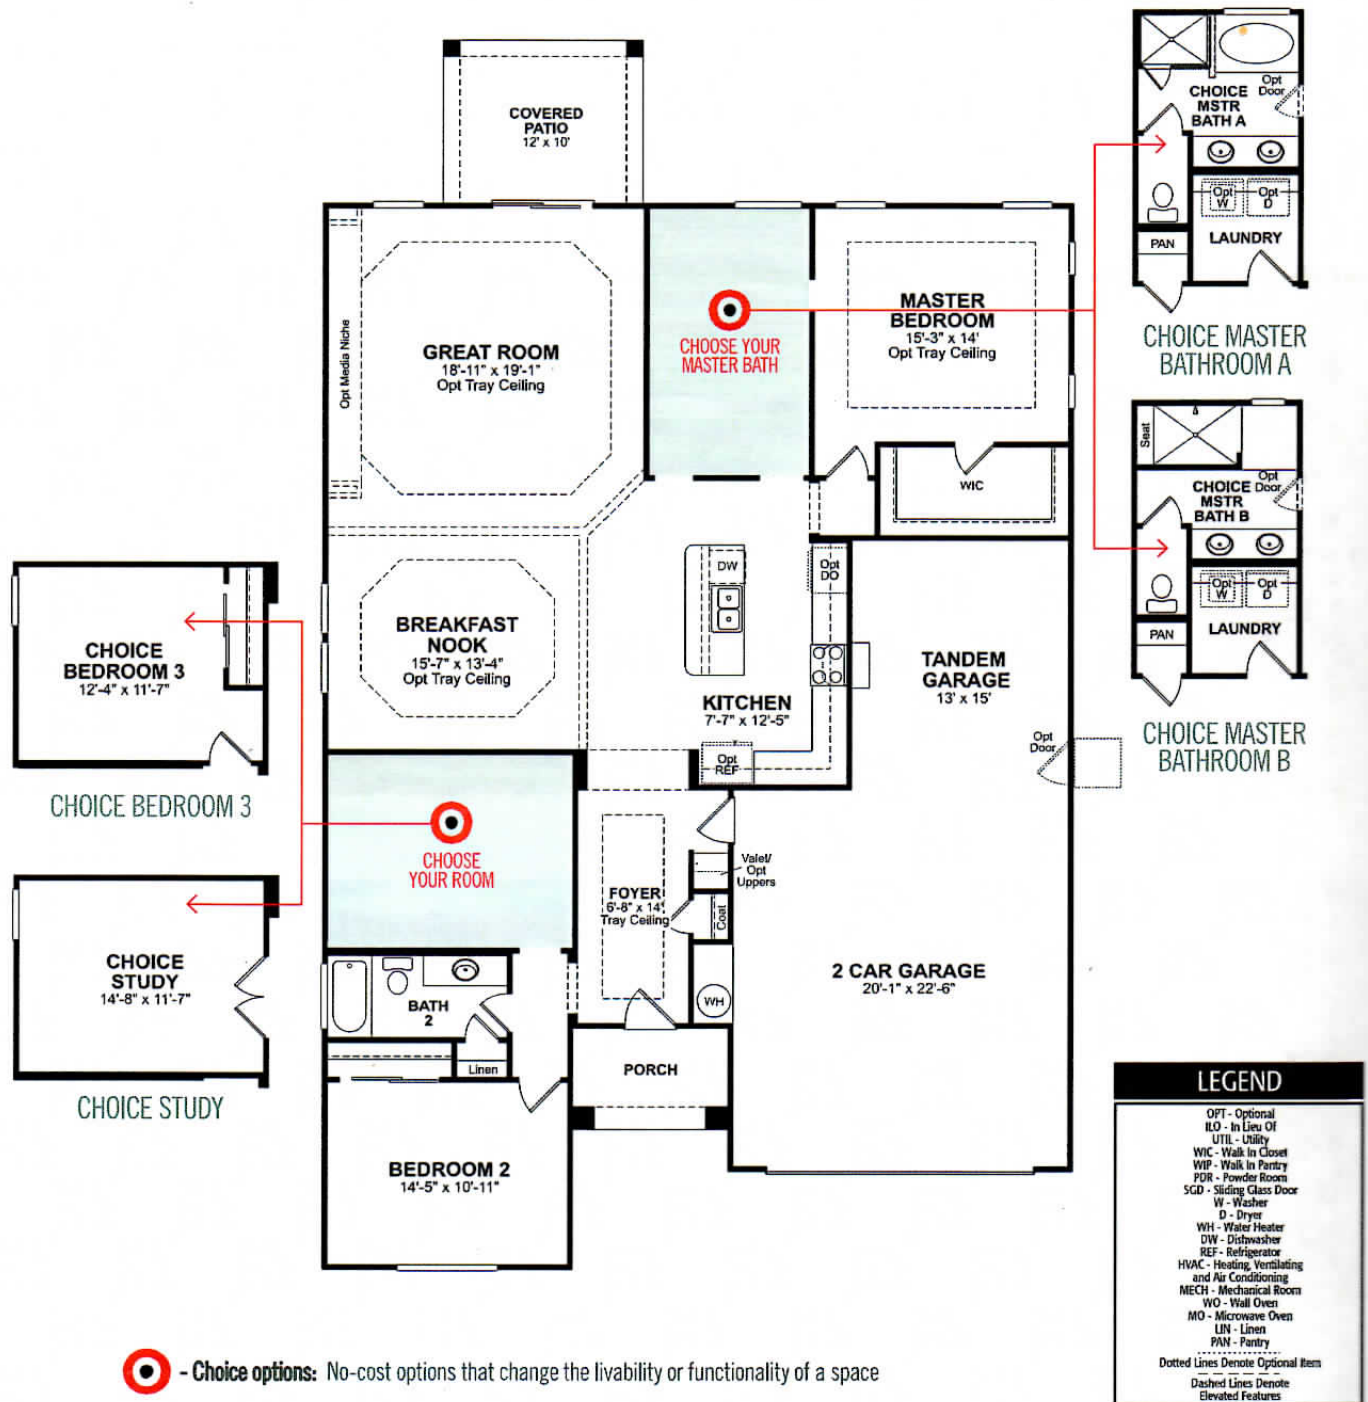 COVERED
PATIO
12' x 10'
CHOICE
MSTR
BATH A
Opt
Door
Opt
W
Opt
D
PAN
LAUNDRY
CHOICE MASTER
BATHROOM A
Opt Media Niche
GREAT ROOM
18'-11" x 19'-1"
Opt Tray Ceiling
CHOOSE YOUR
MASTER BATH
MASTER
BEDROOM
15'-3" x 14'
Opt Tray Ceiling
WIC
Seat
CHOICE
MSTR
BATH B
Opt
Door
Opt
W
Opt
D
PAN
LAUNDRY
CHOICE MASTER
BATHROOM B
CHOICE
BEDROOM 3
12'-4" x 11'-7"
CHOICE BEDROOM 3
BREAKFAST
NOOK
15'-7" x 13'-4"
Opt Tray Ceiling
DW
Opt
DO
KITCHEN
7'-7" x 12'-5"
Opt
REF
TANDEM
GARAGE
13' x 15'
Opt
Door
CHOOSE
YOUR ROOM
FOYER
6'-8" x 14'
Tray Ceiling
Valet/
Opt
Uppers
Coat
WH
CHOICE
STUDY
14'-8" x 11'-7"
CHOICE STUDY
BATH
2
Linen
2 CAR GARAGE
20'-1" x 22'-6"
PORCH
BEDROOM 2
14'-5" x 10'-11"
LEGEND
OPT - Optional
ILO - In Lieu Of
UTIL - Utility
WIC - Walk In Closet
WIP - Walk In Pantry
PDR - Powder Room
SGD - Sliding Glass Door
W - Washer
D - Dryer
WH - Water Heater
DW - Dishwasher
REF - Refrigerator
HVAC - Heating, Ventilating
and Air Conditioning
MECH - Mechanical Room
WO - Wall Oven
MO - Microwave Oven
LIN - Linen
PAN - Pantry
Dotted Lines Denote Optional Item
Dashed Lines Denote
Elevated Features
- Choice options: No-cost options that change the livability or functionality of a space